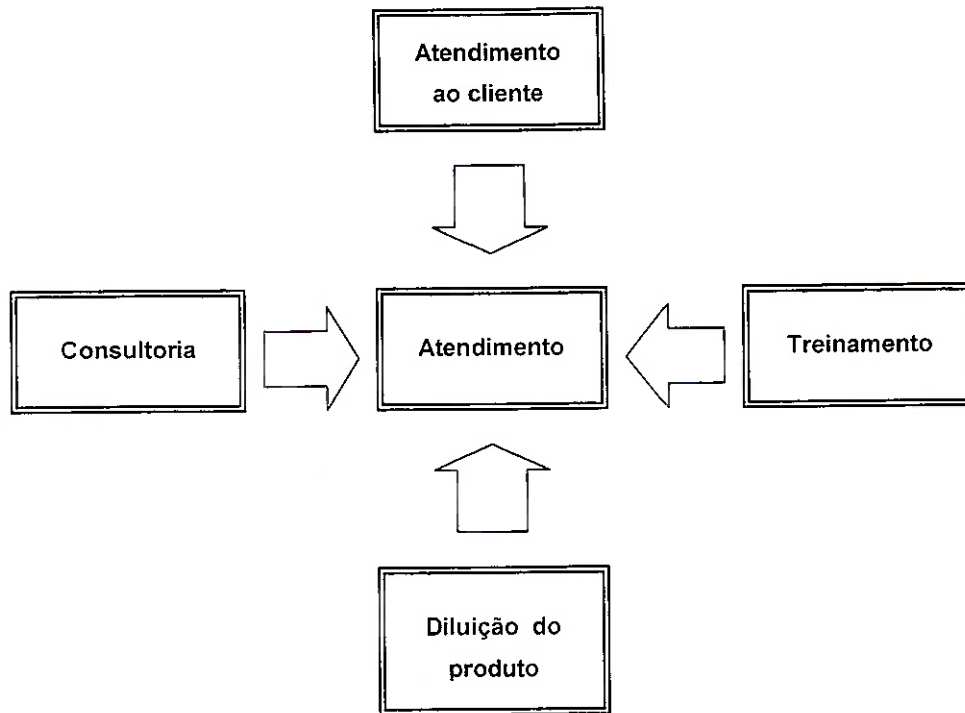 Atendimento
ao cliente
Consultoria
Atendimento
Treinamento
Diluição do
produto